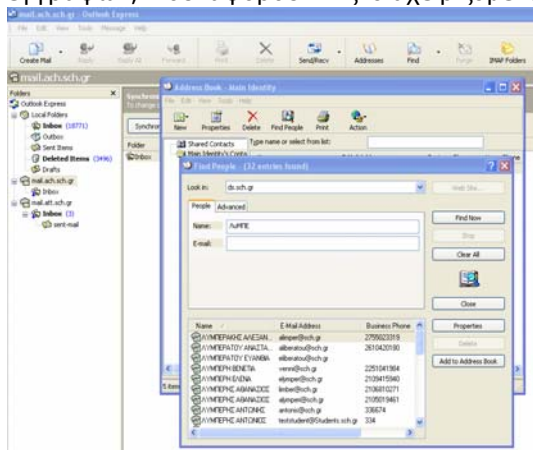 mail.ach.sch.gr - Outlook Express
File Edit View Tools Message Help
Create Mail Reply Reply All Forward Print Delete Send/Recv Addresses Find Purge IMAP Folders
mail.ach.sch.gr
Folders
Outlook Express
Local Folders
Inbox (18771)
Outbox
Sent Items
Deleted Items (3496)
Drafts
mail.ach.sch.gr
Inbox
mail.att.sch.gr
Inbox (3)
sent-mail
Folder
Inbox
Address Book - Main Identity
File Edit View Tools Help
New Properties Delete Find People Print Action
Shared Contacts
Type name or select from list:
Find People - (32 entries found)
Look in:
ds.sch.gr
Web Site...
People Advanced
Find Now
Name:
ΛυΜΠΕ
Stop
E-mail:
Clear All
Close
Name E-Mail Address Business Phone
Properties
ΛΥΜΠΕΡΑΚΗΣ ΑΛΕΞΑΝ... alimper@sch.gr 2755023319
Delete
ΛΥΜΠΕΡΑΤΟΥ ΑΝΑΣΤΑ... aliberatou@sch.gr 2610420190
Add to Address Book
ΛΥΜΠΕΡΑΤΟΥ ΕΥΑΝΘΙΑ eliberatou@sch.gr
ΛΥΜΠΕΡΗ ΒΕΝΕΤΙΑ venni@sch.gr 2251041984
ΛΥΜΠΕΡΗ ΕΛΕΝΑ elymper@sch.gr 2109415940
ΛΥΜΠΕΡΗΣ ΑΘΑΝΑΣΙΟΣ limber@sch.gr 2106810271
ΛΥΜΠΕΡΗΣ ΑΘΑΝΑΣΙΟΣ alymper@sch.gr 2105019461
ΛΥΜΠΕΡΗΣ ΑΝΤΩΝΗΣ antonis@sch.gr 336674
ΛΥΜΠΕΡΗΣ ΑΝΤΩΝΙΟΣ teststudent@Students.sch.gr 334